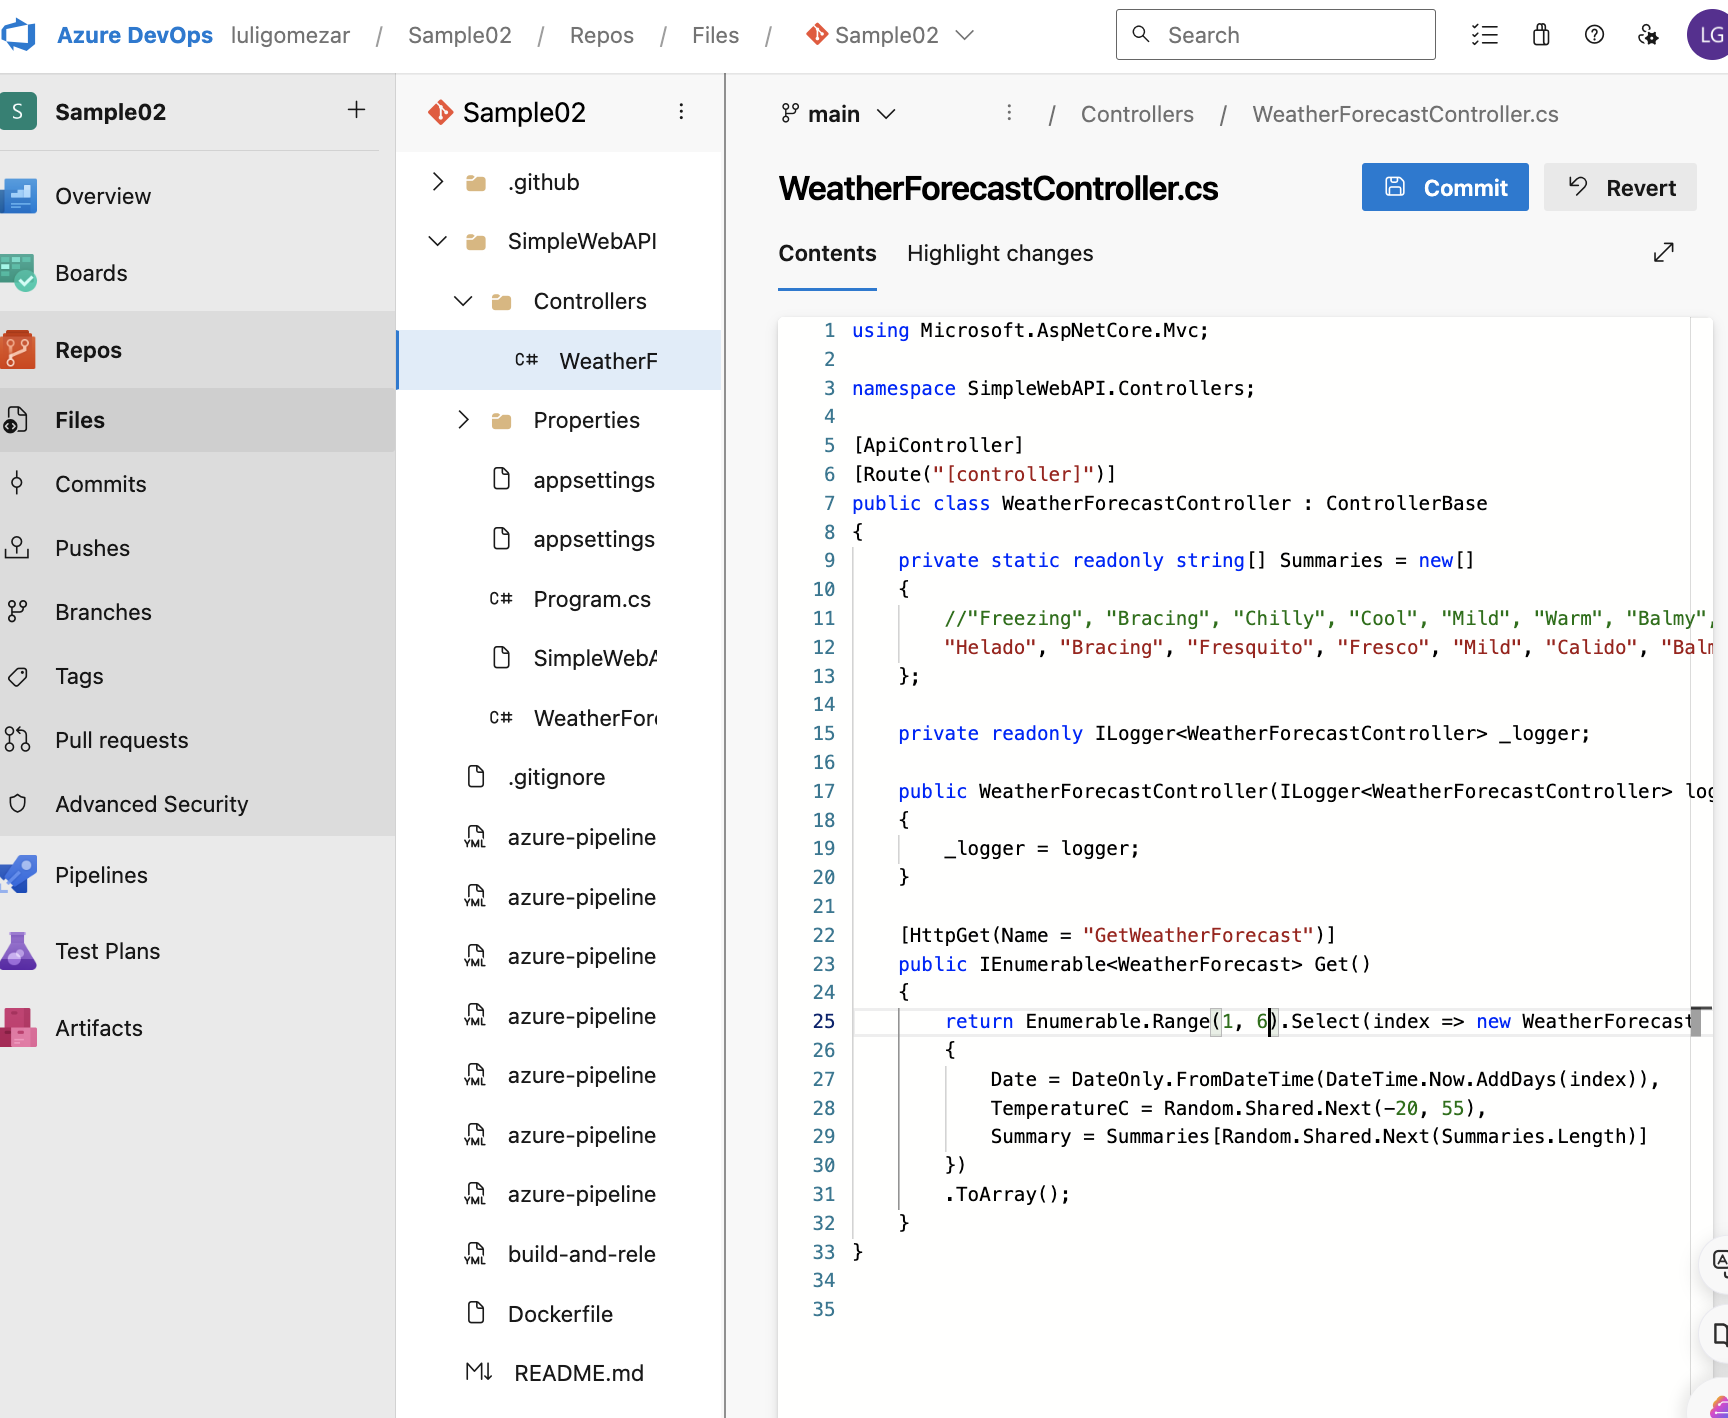 Azure DevOps luligomezar / Sample02 / Repos / Files / Sample02
Search
LG
S Sample02
Overview
Boards
Repos
Files
Commits
Pushes
Branches
Tags
Pull requests
Advanced Security
Pipelines
Test Plans
Artifacts
Sample02
.github
SimpleWebAPI
Controllers
C# WeatherF
Properties
appsettings
appsettings
C# Program.cs
SimpleWebA
C# WeatherFore
.gitignore
YML azure-pipeline
YML azure-pipeline
YML azure-pipeline
YML azure-pipeline
YML azure-pipeline
YML azure-pipeline
YML azure-pipeline
YML build-and-rele
Dockerfile
M↓ README.md
main / Controllers / WeatherForecastController.cs
WeatherForecastController.cs
Commit
Revert
Contents Highlight changes
1 using Microsoft.AspNetCore.Mvc;
2
3 namespace SimpleWebAPI.Controllers;
4
5 [ApiController]
6 [Route("[controller]")]
7 public class WeatherForecastController : ControllerBase
8 {
9 private static readonly string[] Summaries = new[]
10 {
11 //"Freezing", "Bracing", "Chilly", "Cool", "Mild", "Warm", "Balmy",
12 "Helado", "Bracing", "Fresquito", "Fresco", "Mild", "Calido", "Balm
13 };
14
15 private readonly ILogger<WeatherForecastController> _logger;
16
17 public WeatherForecastController(ILogger<WeatherForecastController> log
18 {
19 _logger = logger;
20 }
21
22 [HttpGet(Name = "GetWeatherForecast")]
23 public IEnumerable<WeatherForecast> Get()
24 {
25 return Enumerable.Range(1, 6).Select(index => new WeatherForecast
26 {
27 Date = DateOnly.FromDateTime(DateTime.Now.AddDays(index)),
28 TemperatureC = Random.Shared.Next(-20, 55),
29 Summary = Summaries[Random.Shared.Next(Summaries.Length)]
30 })
31 .ToArray();
32 }
33 }
34
35